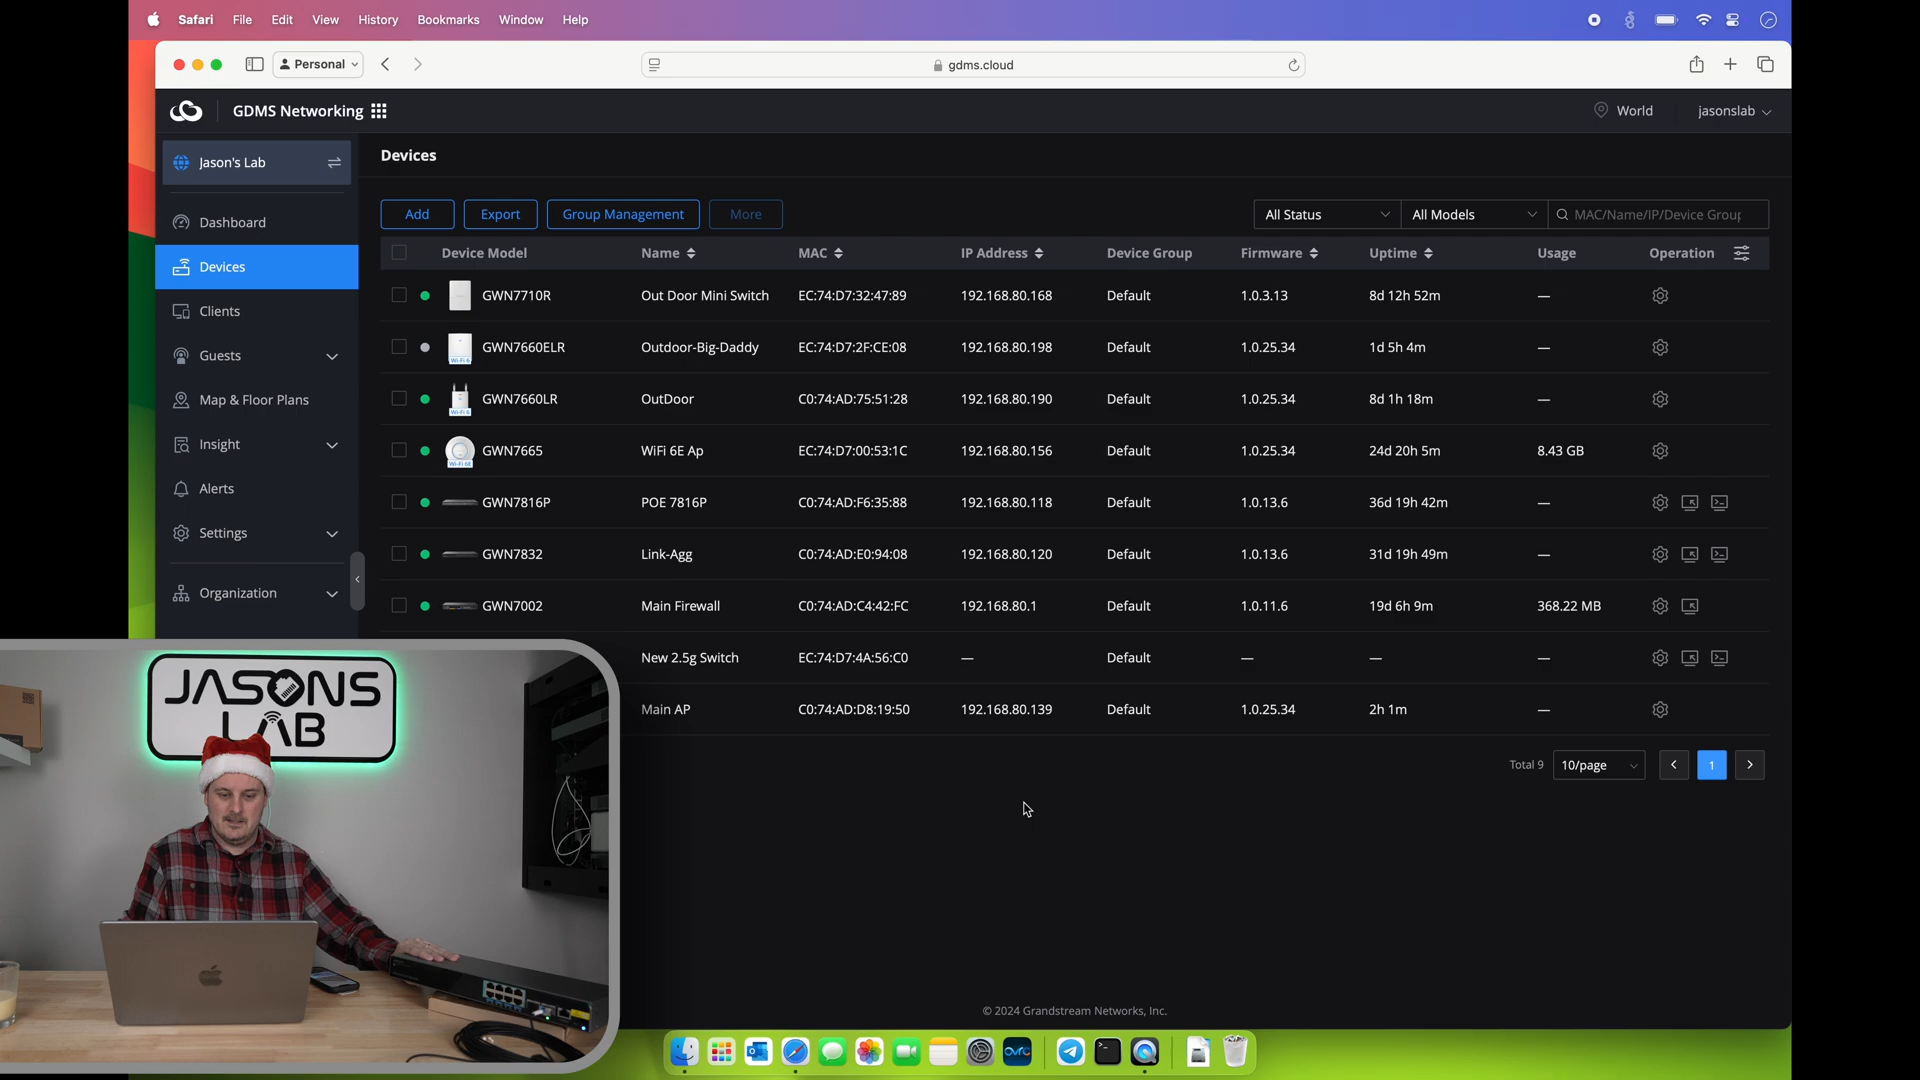 Safari File Edit View History Bookmarks Window Help
Personal
gdms.cloud
GDMS Networking
World
jasonslab
Jason's Lab
Devices
Dashboard
Devices
Clients
Guests
Map & Floor Plans
Insight
Alerts
Settings
Organization
Add Export Group Management More
All Status All Models MAC/Name/IP/Device Group
Device Model Name MAC IP Address Device Group Firmware Uptime Usage Operation
GWN7710R Out Door Mini Switch EC:74:D7:32:47:89 192.168.80.168 Default 1.0.3.13 8d 12h 52m —
Wi-Fi 6 GWN7660ELR Outdoor-Big-Daddy EC:74:D7:2F:CE:08 192.168.80.198 Default 1.0.25.34 1d 5h 4m —
Wi-Fi 6 GWN7660LR OutDoor C0:74:AD:75:51:28 192.168.80.190 Default 1.0.25.34 8d 1h 18m —
Wi-Fi 6E GWN7665 WiFi 6E Ap EC:74:D7:00:53:1C 192.168.80.156 Default 1.0.25.34 24d 20h 5m 8.43 GB
GWN7816P POE 7816P C0:74:AD:F6:35:88 192.168.80.118 Default 1.0.13.6 36d 19h 42m —
GWN7832 Link-Agg C0:74:AD:E0:94:08 192.168.80.120 Default 1.0.13.6 31d 19h 49m —
GWN7002 Main Firewall C0:74:AD:C4:42:FC 192.168.80.1 Default 1.0.11.6 19d 6h 9m 368.22 MB
New 2.5g Switch EC:74:D7:4A:56:C0 — Default — — —
Main AP C0:74:AD:D8:19:50 192.168.80.139 Default 1.0.25.34 2h 1m —
Total 9 10/page 1
© 2024 Grandstream Networks, Inc.
JASONS
LAB
ovrc